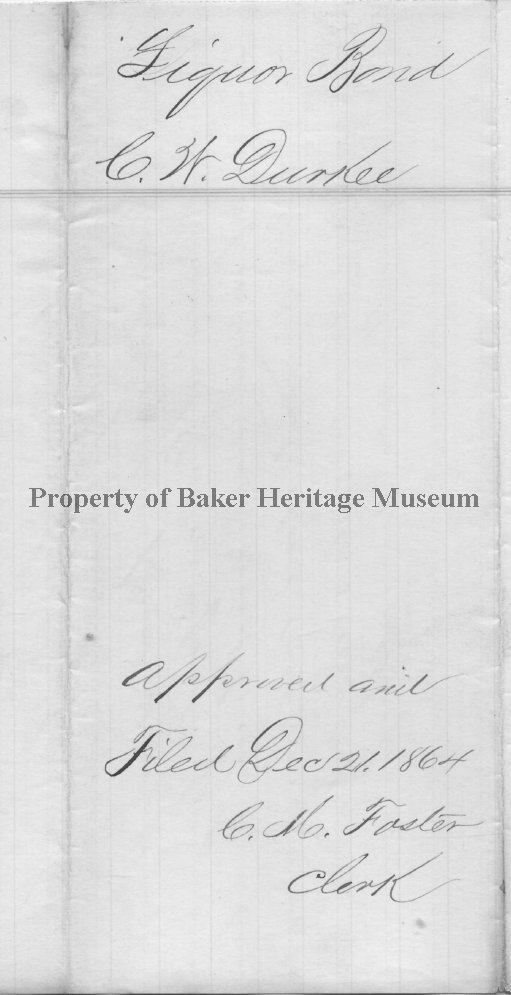 Liquor Bond
C. W. Durkee
Property of Baker Heritage Museum
Approved and
Filed Dec 21. 1864
C. M. Foster
Clerk